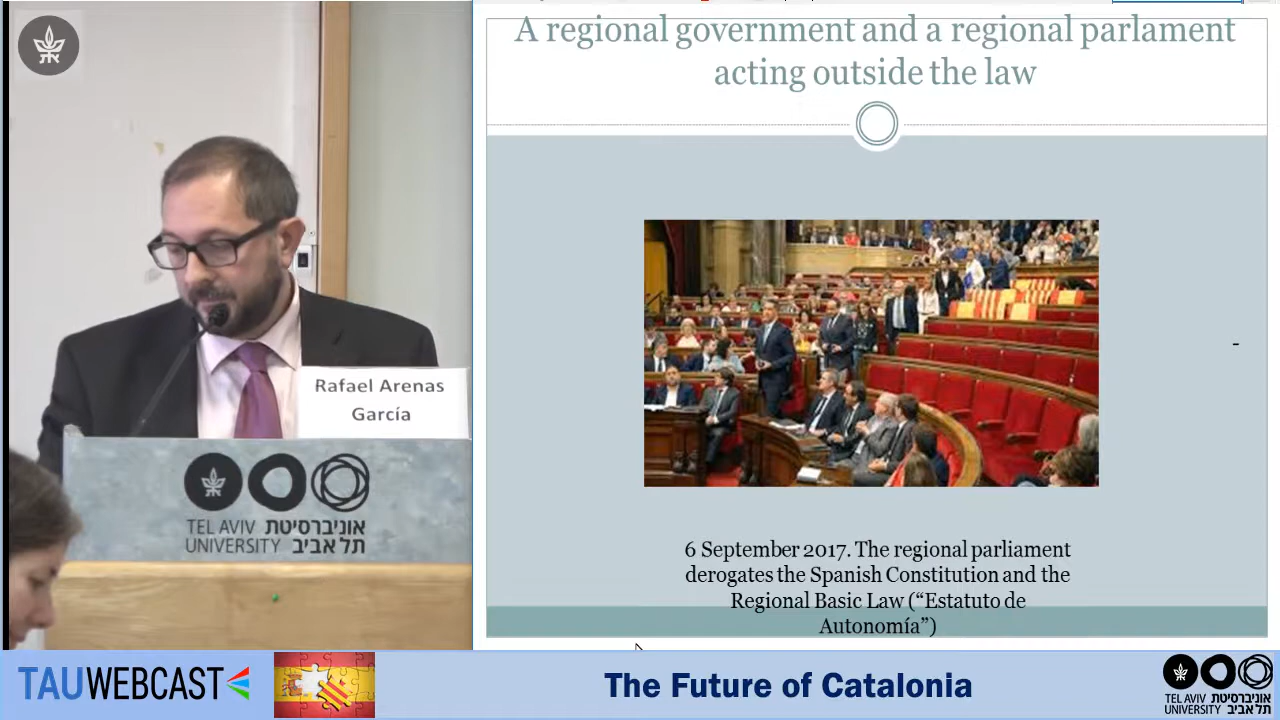 A regional government and a regional parlament
acting outside the law
Rafael Arenas
García
TEL AVIV אוניברסיטת
UNIVERSITY תל אביב
6 September 2017. The regional parliament
derogates the Spanish Constitution and the
Regional Basic Law (“Estatuto de
Autonomía”)
-
TAUWEBCAST
The Future of Catalonia
TEL AVIV אוניברסיטת
UNIVERSITY תל אביב